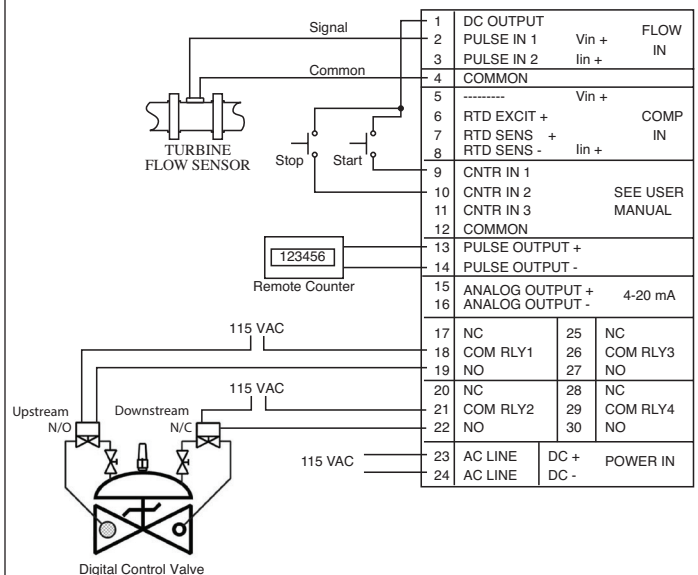 Signal
Common
TURBINE
FLOW SENSOR
Stop
Start
123456
Remote Counter
115 VAC
115 VAC
Upstream
N/O
Downstream
N/C
115 VAC
Digital Control Valve
1 DC OUTPUT
2 PULSE IN 1 Vin +
3 PULSE IN 2 Iin +
FLOW
IN
4 COMMON
5 --------- Vin +
6 RTD EXCIT + COMP
7 RTD SENS + IN
8 RTD SENS - Iin +
9 CNTR IN 1
10 CNTR IN 2 SEE USER
11 CNTR IN 3 MANUAL
12 COMMON
13 PULSE OUTPUT +
14 PULSE OUTPUT -
15 ANALOG OUTPUT +
16 ANALOG OUTPUT -
4-20 mA
17 NC 25 NC
18 COM RLY1 26 COM RLY3
19 NO 27 NO
20 NC 28 NC
21 COM RLY2 29 COM RLY4
22 NO 30 NO
23 AC LINE DC + POWER IN
24 AC LINE DC -